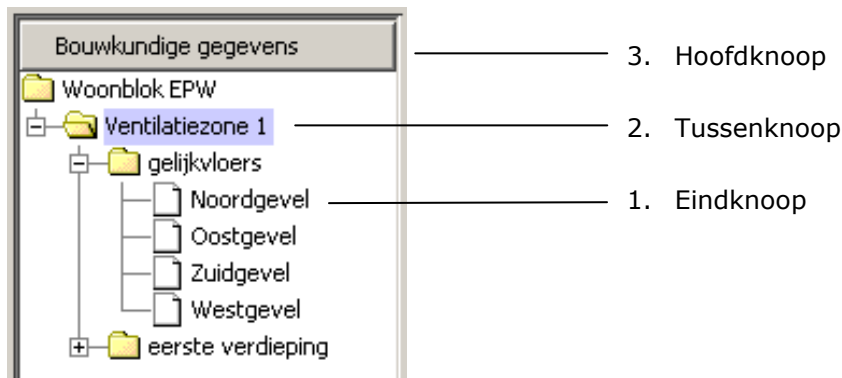 Bouwkundige gegevens
3. Hoofdknoop
Woonblok EPW
Ventilatiezone 1
2. Tussenknoop
gelijkvloers
Noordgevel
1. Eindknoop
Oostgevel
Zuidgevel
Westgevel
eerste verdieping